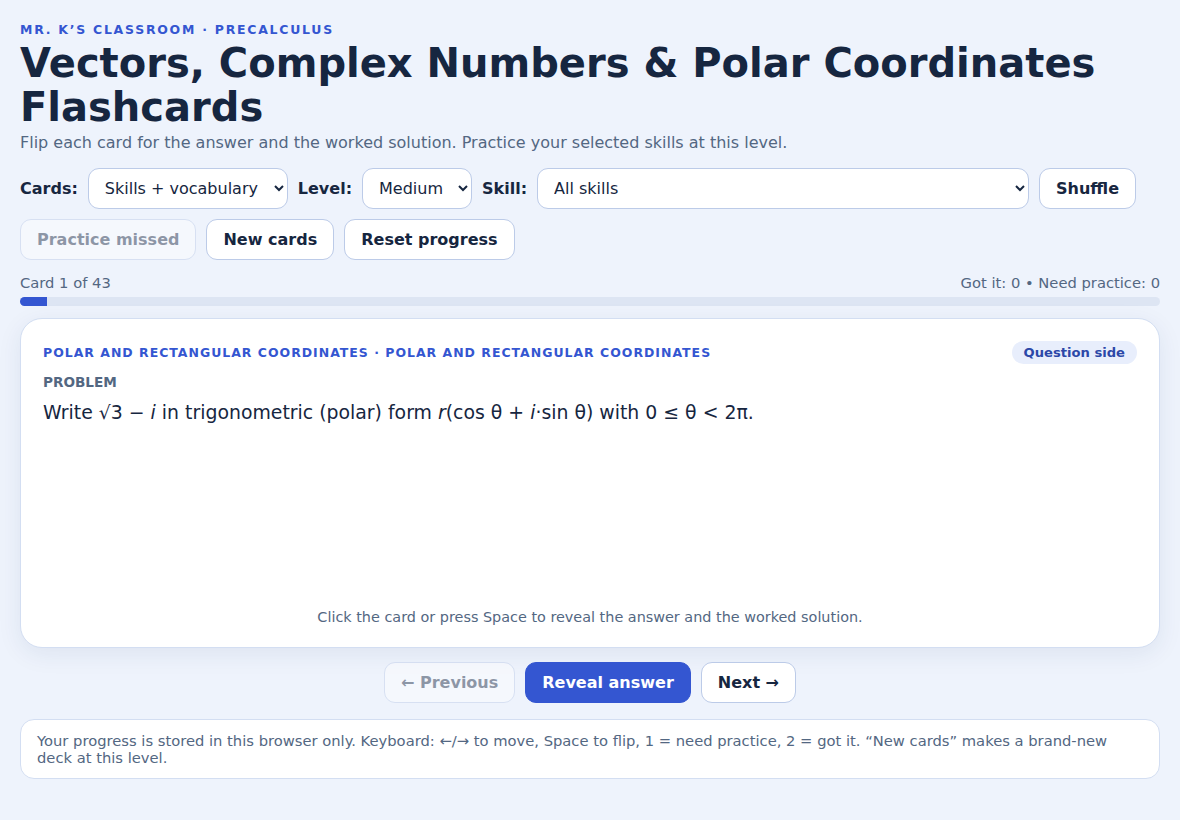 MR. K’S CLASSROOM · PRECALCULUS
Vectors, Complex Numbers & Polar Coordinates
Flashcards
Flip each card for the answer and the worked solution. Practice your selected skills at this level.
Cards: Skills + vocabulary Level: Medium Skill: All skills Shuffle
Practice missed New cards Reset progress
Card 1 of 43 Got it: 0 • Need practice: 0
POLAR AND RECTANGULAR COORDINATES · POLAR AND RECTANGULAR COORDINATES Question side
PROBLEM
Write √3 − i in trigonometric (polar) form r(cos θ + i·sin θ) with 0 ≤ θ < 2π.
Click the card or press Space to reveal the answer and the worked solution.
← Previous Reveal answer Next →
Your progress is stored in this browser only. Keyboard: ←/→ to move, Space to flip, 1 = need practice, 2 = got it. “New cards” makes a brand-new
deck at this level.